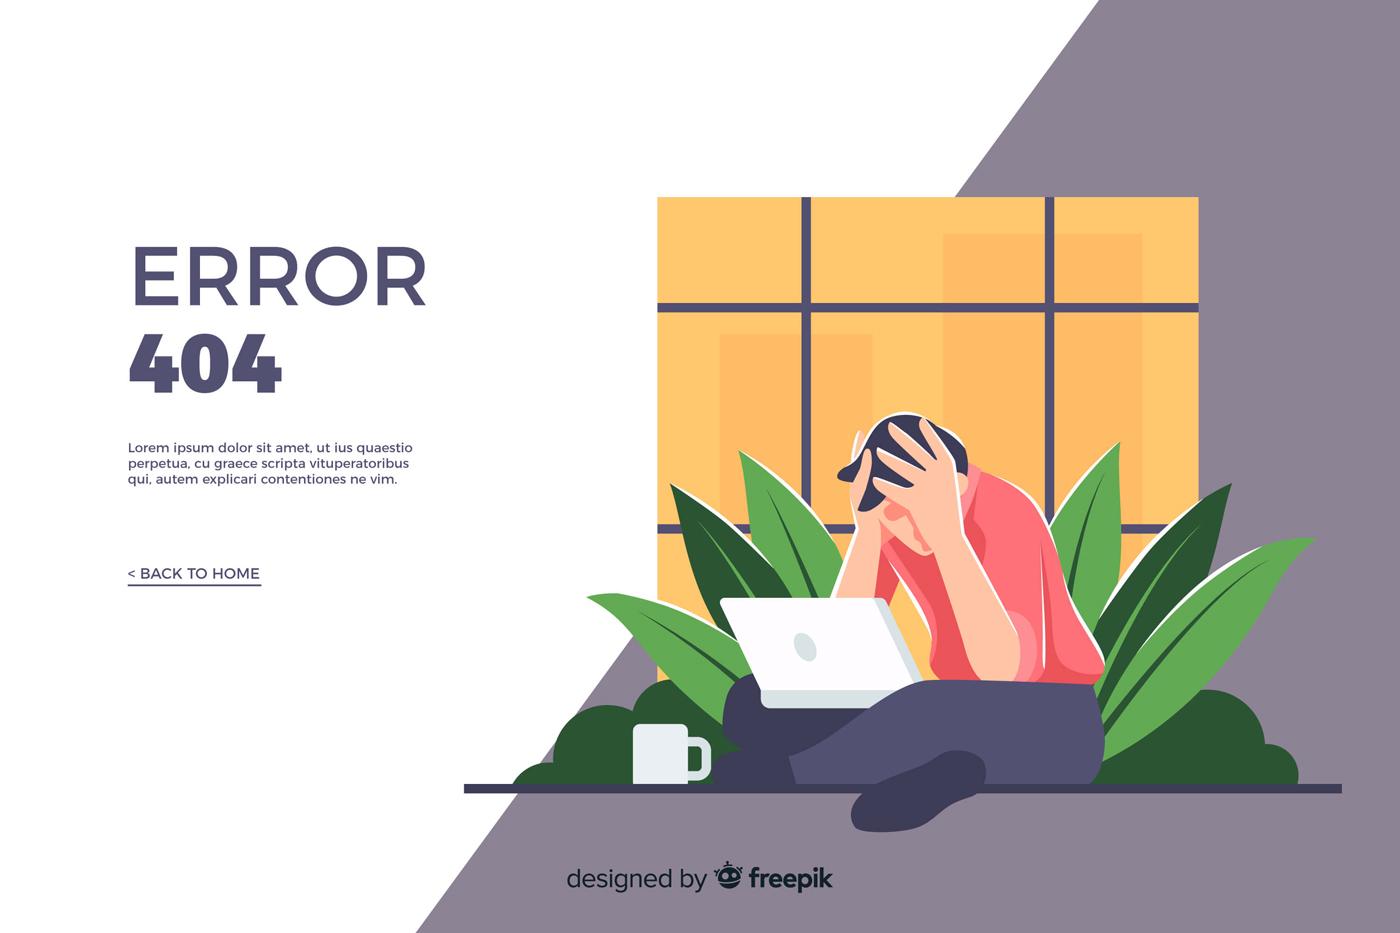 ERROR
404
Lorem ipsum dolor sit amet, ut ius quaestio
perpetua, cu graece scripta vituperatoribus
qui, autem explicari contentiones ne vim.
< BACK TO HOME
designed by freepik